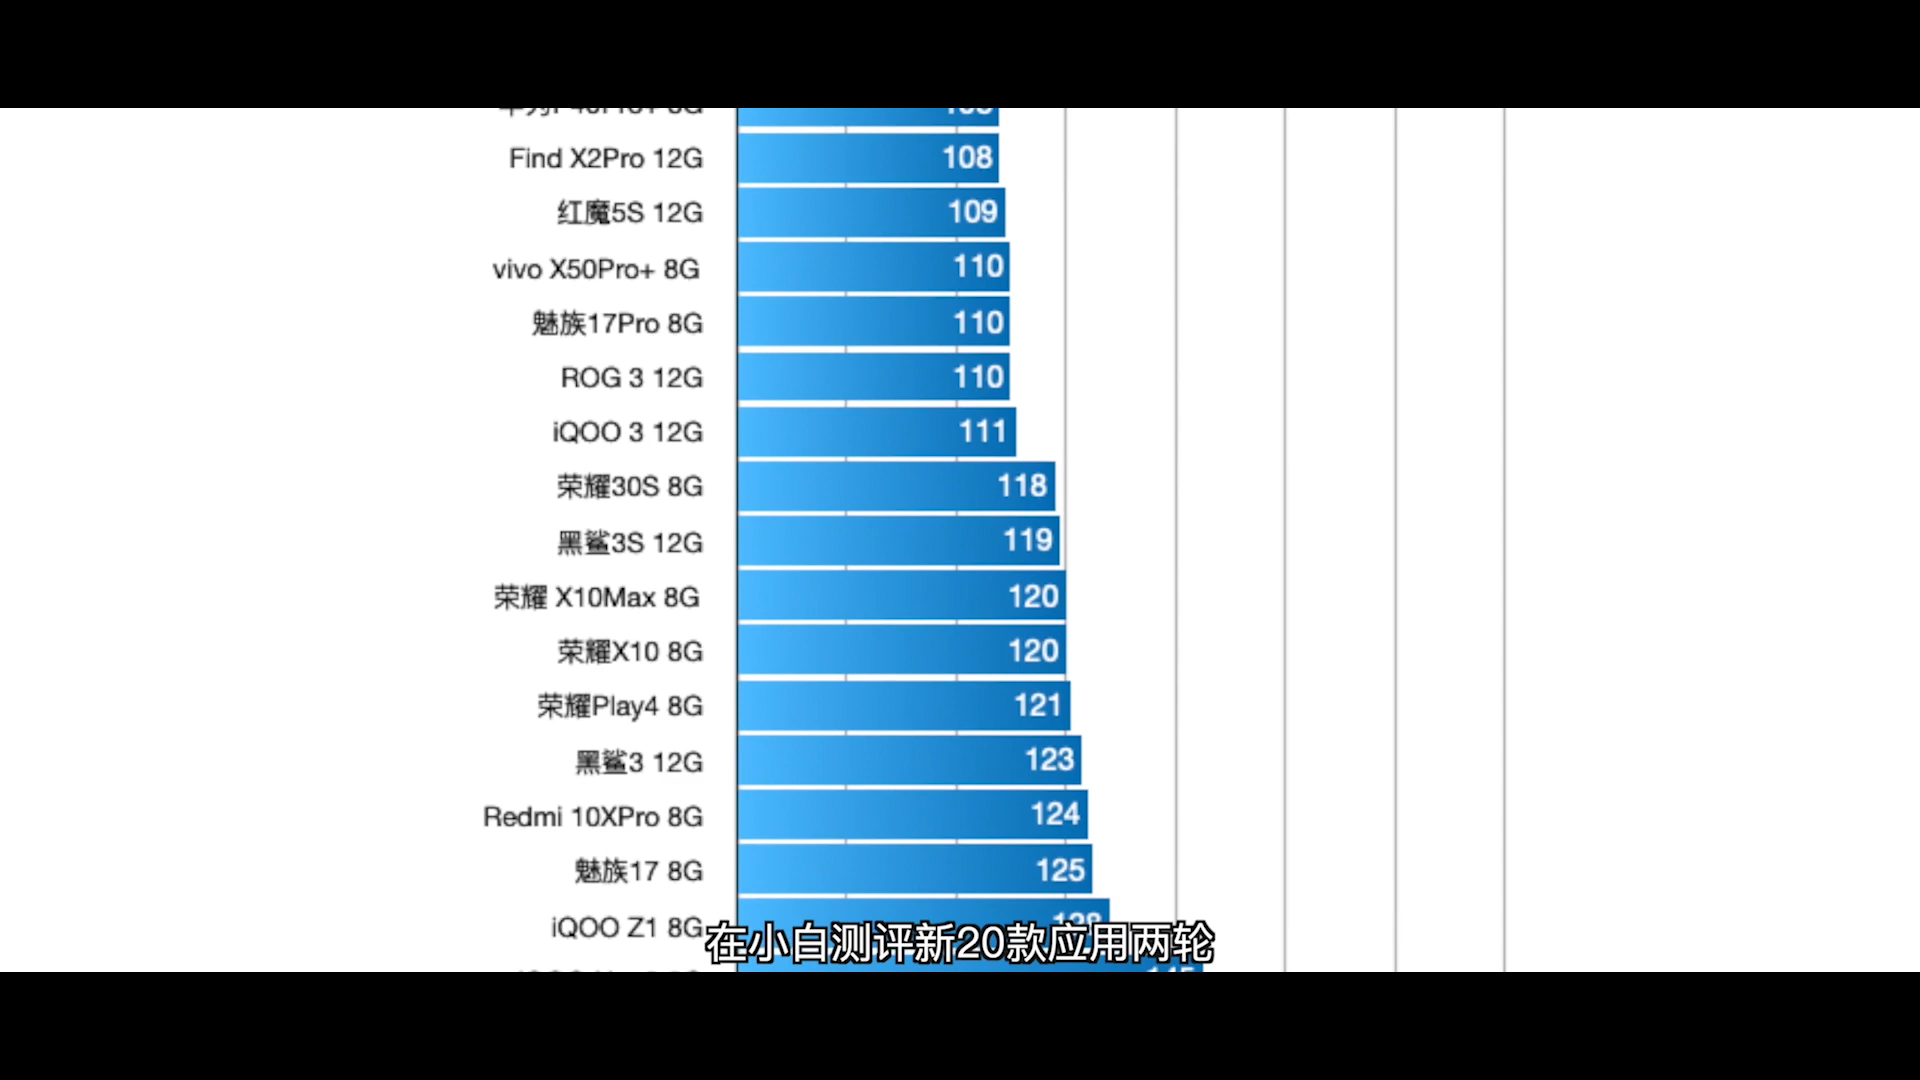 Find X2Pro 12G 108
红魔5S 12G 109
vivo X50Pro+ 8G 110
魅族17Pro 8G 110
ROG 3 12G 110
iQOO 3 12G 111
荣耀30S 8G 118
黑鲨3S 12G 119
荣耀 X10Max 8G 120
荣耀X10 8G 120
荣耀Play4 8G 121
黑鲨3 12G 123
Redmi 10XPro 8G 124
魅族17 8G 125
iQOO Z1 8G
在小白测评新20款应用两轮